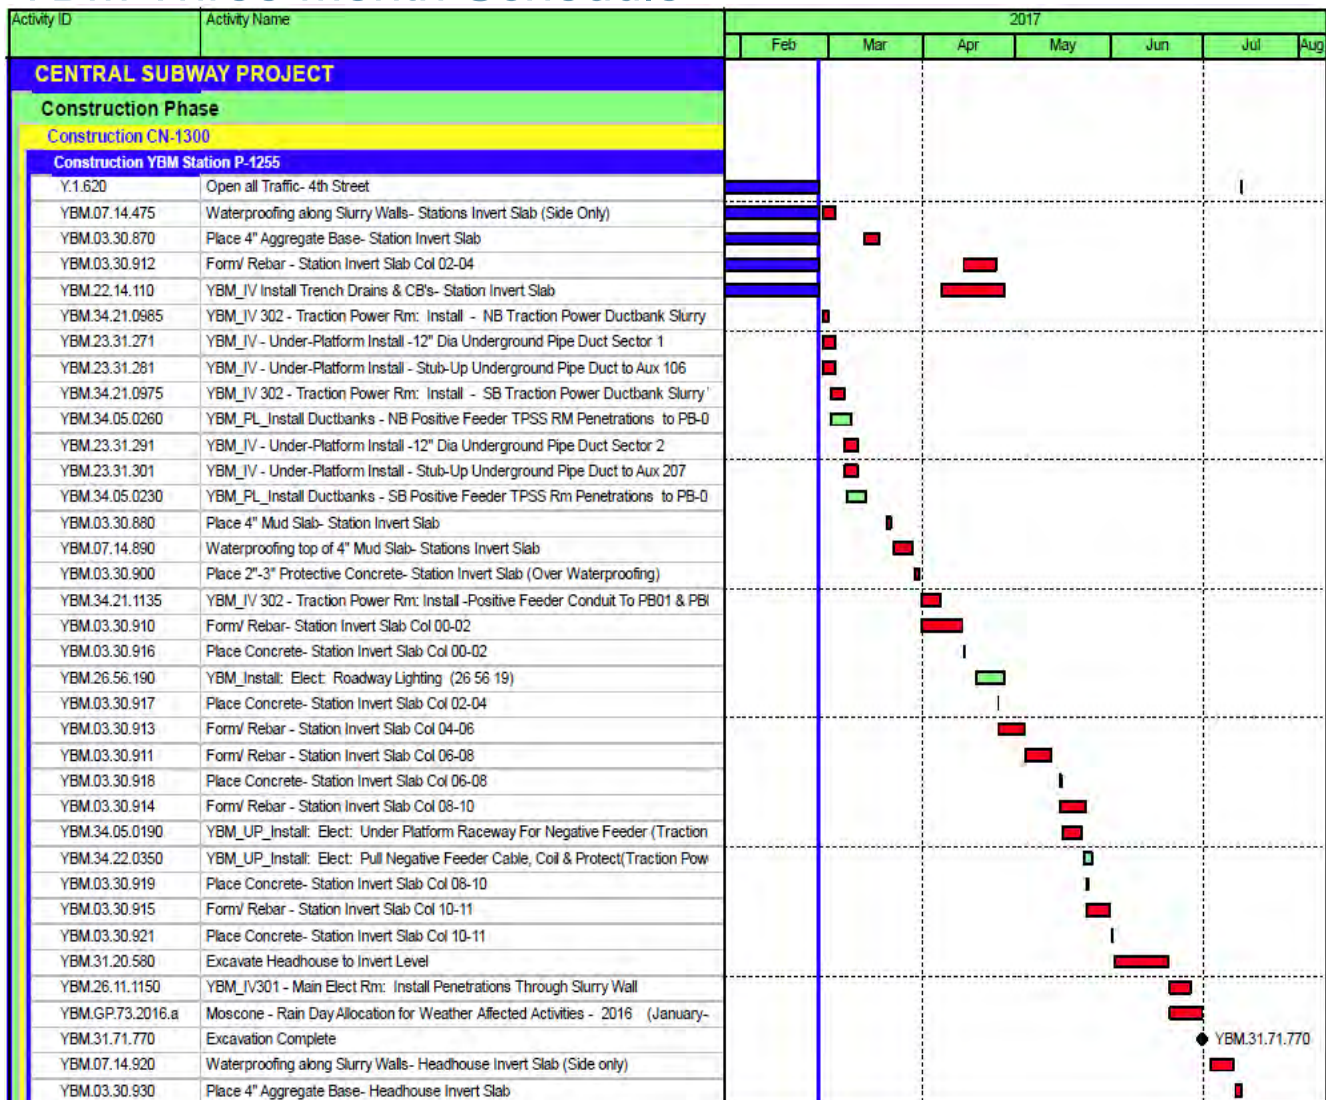 Activity ID Activity Name 2017
Feb Mar Apr May Jun Jul Aug
CENTRAL SUBWAY PROJECT
Construction Phase
Construction CN-1300
Construction YBM Station P-1255
Y.1.620 Open all Traffic- 4th Street
YBM.07.14.475 Waterproofing along Slurry Walls- Stations Invert Slab (Side Only)
YBM.03.30.870 Place 4" Aggregate Base- Station Invert Slab
YBM.03.30.912 Form/ Rebar - Station Invert Slab Col 02-04
YBM.22.14.110 YBM_IV Install Trench Drains & CB's- Station Invert Slab
YBM.34.21.0985 YBM_IV 302 - Traction Power Rm: Install - NB Traction Power Ductbank Slurry
YBM.23.31.271 YBM_IV - Under-Platform Install -12" Dia Underground Pipe Duct Sector 1
YBM.23.31.281 YBM_IV - Under-Platform Install - Stub-Up Underground Pipe Duct to Aux 106
YBM.34.21.0975 YBM_IV 302 - Traction Power Rm: Install - SB Traction Power Ductbank Slurry
YBM.34.05.0260 YBM_PL_Install Ductbanks - NB Positive Feeder TPSS RM Penetrations to PB-0
YBM.23.31.291 YBM_IV - Under-Platform Install -12" Dia Underground Pipe Duct Sector 2
YBM.23.31.301 YBM_IV - Under-Platform Install - Stub-Up Underground Pipe Duct to Aux 207
YBM.34.05.0230 YBM_PL_Install Ductbanks - SB Positive Feeder TPSS Rm Penetrations to PB-0
YBM.03.30.880 Place 4" Mud Slab- Station Invert Slab
YBM.07.14.890 Waterproofing top of 4" Mud Slab- Stations Invert Slab
YBM.03.30.900 Place 2"-3" Protective Concrete- Station Invert Slab (Over Waterproofing)
YBM.34.21.1135 YBM_IV 302 - Traction Power Rm: Install -Positive Feeder Conduit To PB01 &
YBM.03.30.910 Form/ Rebar- Station Invert Slab Col 00-02
YBM.03.30.916 Place Concrete- Station Invert Slab Col 00-02
YBM.26.56.190 YBM_Install: Elect: Roadway Lighting (26 56 19)
YBM.03.30.917 Place Concrete- Station Invert Slab Col 02-04
YBM.03.30.913 Form/ Rebar - Station Invert Slab Col 04-06
YBM.03.30.911 Form/ Rebar - Station Invert Slab Col 06-08
YBM.03.30.918 Place Concrete- Station Invert Slab Col 06-08
YBM.03.30.914 Form/ Rebar - Station Invert Slab Col 08-10
YBM.34.05.0190 YBM_UP_Install: Elect: Under Platform Raceway For Negative Feeder (Traction
YBM.34.22.0350 YBM_UP_Install: Elect: Pull Negative Feeder Cable, Coil & Protect(Traction Pow
YBM.03.30.919 Place Concrete- Station Invert Slab Col 08-10
YBM.03.30.915 Form/ Rebar - Station Invert Slab Col 10-11
YBM.03.30.921 Place Concrete- Station Invert Slab Col 10-11
YBM.31.20.580 Excavate Headhouse to Invert Level
YBM.26.11.1150 YBM_IV301 - Main Elect Rm: Install Penetrations Through Slurry Wall
YBM.GP.73.2016.a Moscone - Rain Day Allocation for Weather Affected Activities - 2016 (January-
YBM.31.71.770 Excavation Complete YBM.31.71.770
YBM.07.14.920 Waterproofing along Slurry Walls- Headhouse Invert Slab (Side only)
YBM.03.30.930 Place 4" Aggregate Base- Headhouse Invert Slab